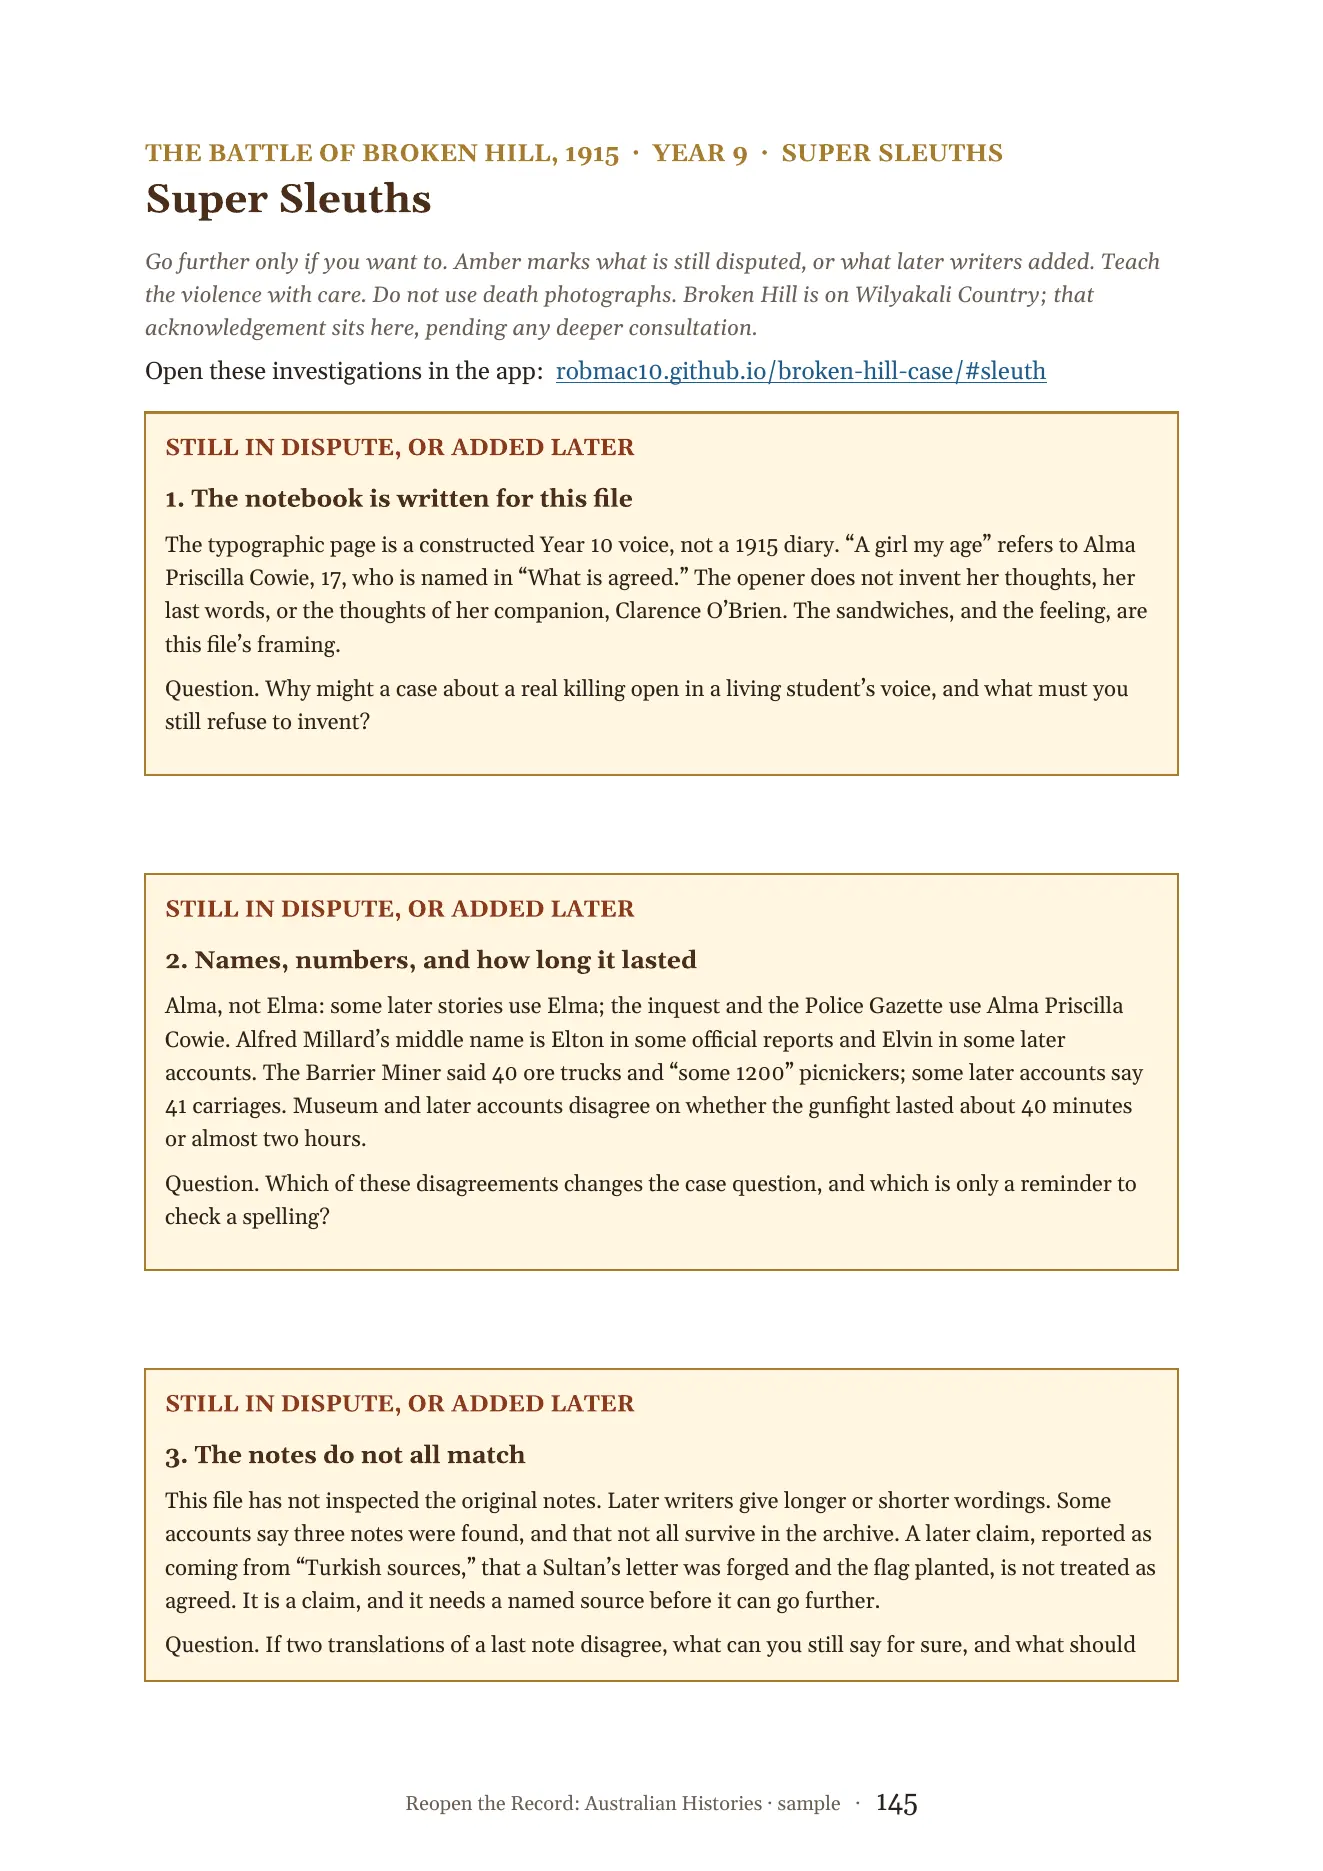 THE BATTLE OF BROKEN HILL, 1915 · YEAR 9 · SUPER SLEUTHS
Super Sleuths
Go further only if you want to. Amber marks what is still disputed, or what later writers added. Teach
the violence with care. Do not use death photographs. Broken Hill is on Wilyakali Country; that
acknowledgement sits here, pending any deeper consultation.
Open these investigations in the app: robmac10.github.io/broken-hill-case/#sleuth
STILL IN DISPUTE, OR ADDED LATER
1. The notebook is written for this file
The typographic page is a constructed Year 10 voice, not a 1915 diary. “A girl my age” refers to Alma
Priscilla Cowie, 17, who is named in “What is agreed.” The opener does not invent her thoughts, her
last words, or the thoughts of her companion, Clarence O’Brien. The sandwiches, and the feeling, are
this file’s framing.
Question. Why might a case about a real killing open in a living student’s voice, and what must you
still refuse to invent?
STILL IN DISPUTE, OR ADDED LATER
2. Names, numbers, and how long it lasted
Alma, not Elma: some later stories use Elma; the inquest and the Police Gazette use Alma Priscilla
Cowie. Alfred Millard’s middle name is Elton in some official reports and Elvin in some later
accounts. The Barrier Miner said 40 ore trucks and “some 1200” picnickers; some later accounts say
41 carriages. Museum and later accounts disagree on whether the gunfight lasted about 40 minutes
or almost two hours.
Question. Which of these disagreements changes the case question, and which is only a reminder to
check a spelling?
STILL IN DISPUTE, OR ADDED LATER
3. The notes do not all match
This file has not inspected the original notes. Later writers give longer or shorter wordings. Some
accounts say three notes were found, and that not all survive in the archive. A later claim, reported as
coming from “Turkish sources,” that a Sultan’s letter was forged and the flag planted, is not treated as
agreed. It is a claim, and it needs a named source before it can go further.
Question. If two translations of a last note disagree, what can you still say for sure, and what should
Reopen the Record: Australian Histories · sample · 145